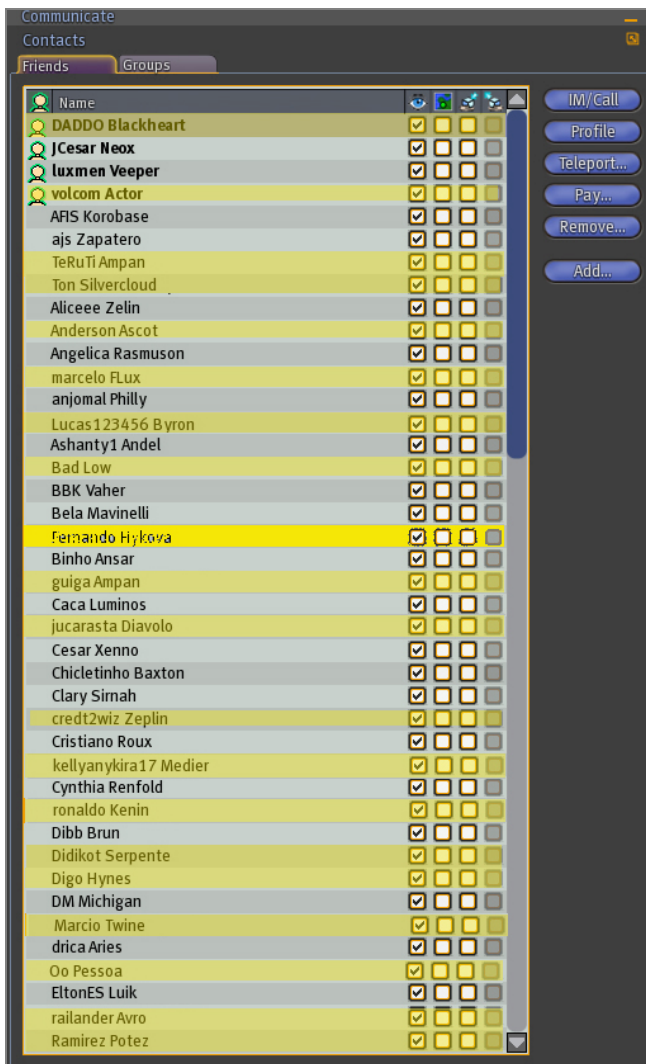 Communicate
Contacts
Friends Groups
Name
IM/Call
Profile
Teleport...
Pay...
Remove...
Add...
DADDO Blackheart
JCesar Neox
luxmen Veeper
volcom Actor
AFIS Korobase
ajs Zapatero
TeRuTi Ampan
Ton Silvercloud
Aliceee Zelin
Anderson Ascot
Angelica Rasmuson
marcelo FLux
anjomal Philly
Lucas123456 Byron
Ashanty1 Andel
Bad Low
BBK Vaher
Bela Mavinelli
Fernando Hykova
Binho Ansar
guiga Ampan
Caca Luminos
jucarasta Diavolo
Cesar Xenno
Chicletinho Baxton
Clary Sirnah
credt2wiz Zeplin
Cristiano Roux
kellyanykira17 Medier
Cynthia Renfold
ronaldo Kenin
Dibb Brun
Didikot Serpente
Digo Hynes
DM Michigan
Marcio Twine
drica Aries
Oo Pessoa
EltonES Luik
railander Avro
Ramirez Potez